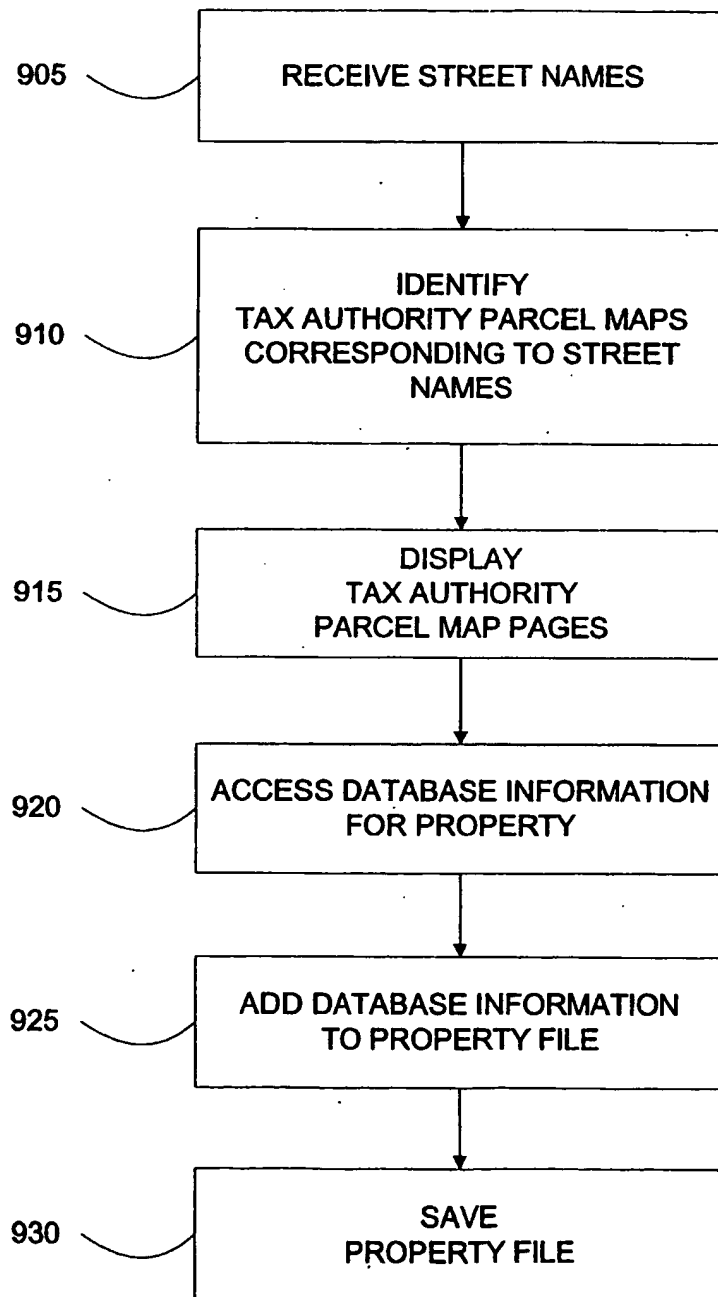 905
RECEIVE STREET NAMES
910
IDENTIFY
TAX AUTHORITY PARCEL MAPS
CORRESPONDING TO STREET
NAMES
915
DISPLAY
TAX AUTHORITY
PARCEL MAP PAGES
920
ACCESS DATABASE INFORMATION
FOR PROPERTY
925
ADD DATABASE INFORMATION
TO PROPERTY FILE
930
SAVE
PROPERTY FILE